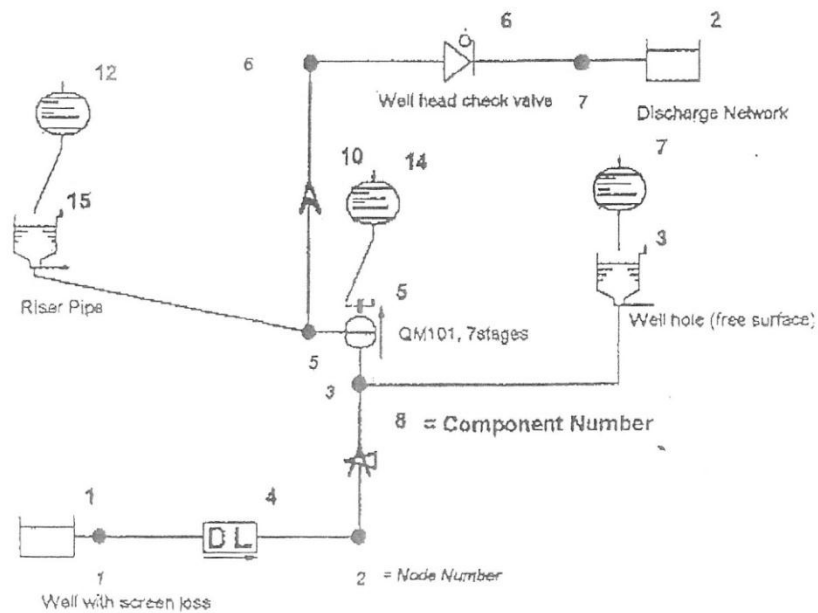 12
6
6
2
Well head check valve
7
Discharge Network
10
14
7
15
5
3
Riser Pipe
QM101, 7stages
Well hole (free surface)
5
3
8 = Component Number
1
4
DL
1
2 = Node Number
Well with screen loss